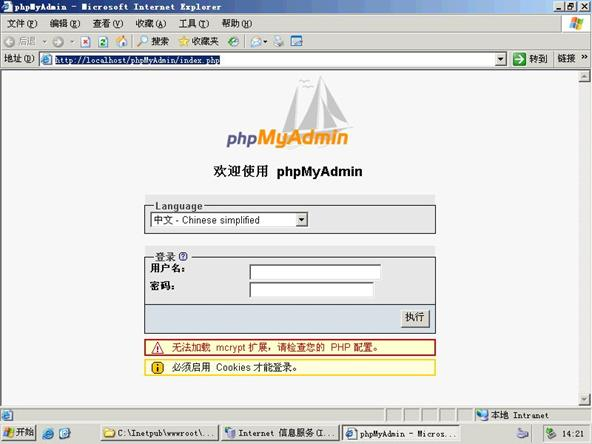 phpMyAdmin - Microsoft Internet Explorer
文件(F) 编辑(E) 查看(V) 收藏(A) 工具(T) 帮助(H)
后退 搜索 收藏夹
地址(D) http://localhost/phpMyAdmin/index.php 转到 链接 »
phpMyAdmin
欢迎使用 phpMyAdmin
Language
中文 - Chinese simplified
登录
用户名:
密码:
执行
无法加载 mcrypt 扩展，请检查您的 PHP 配置。
必须启用 Cookies 才能登录。
本地 Intranet
开始 C:\Inetpub\wwwroot\... Internet 信息服务(I... phpMyAdmin - Micros... 14:21